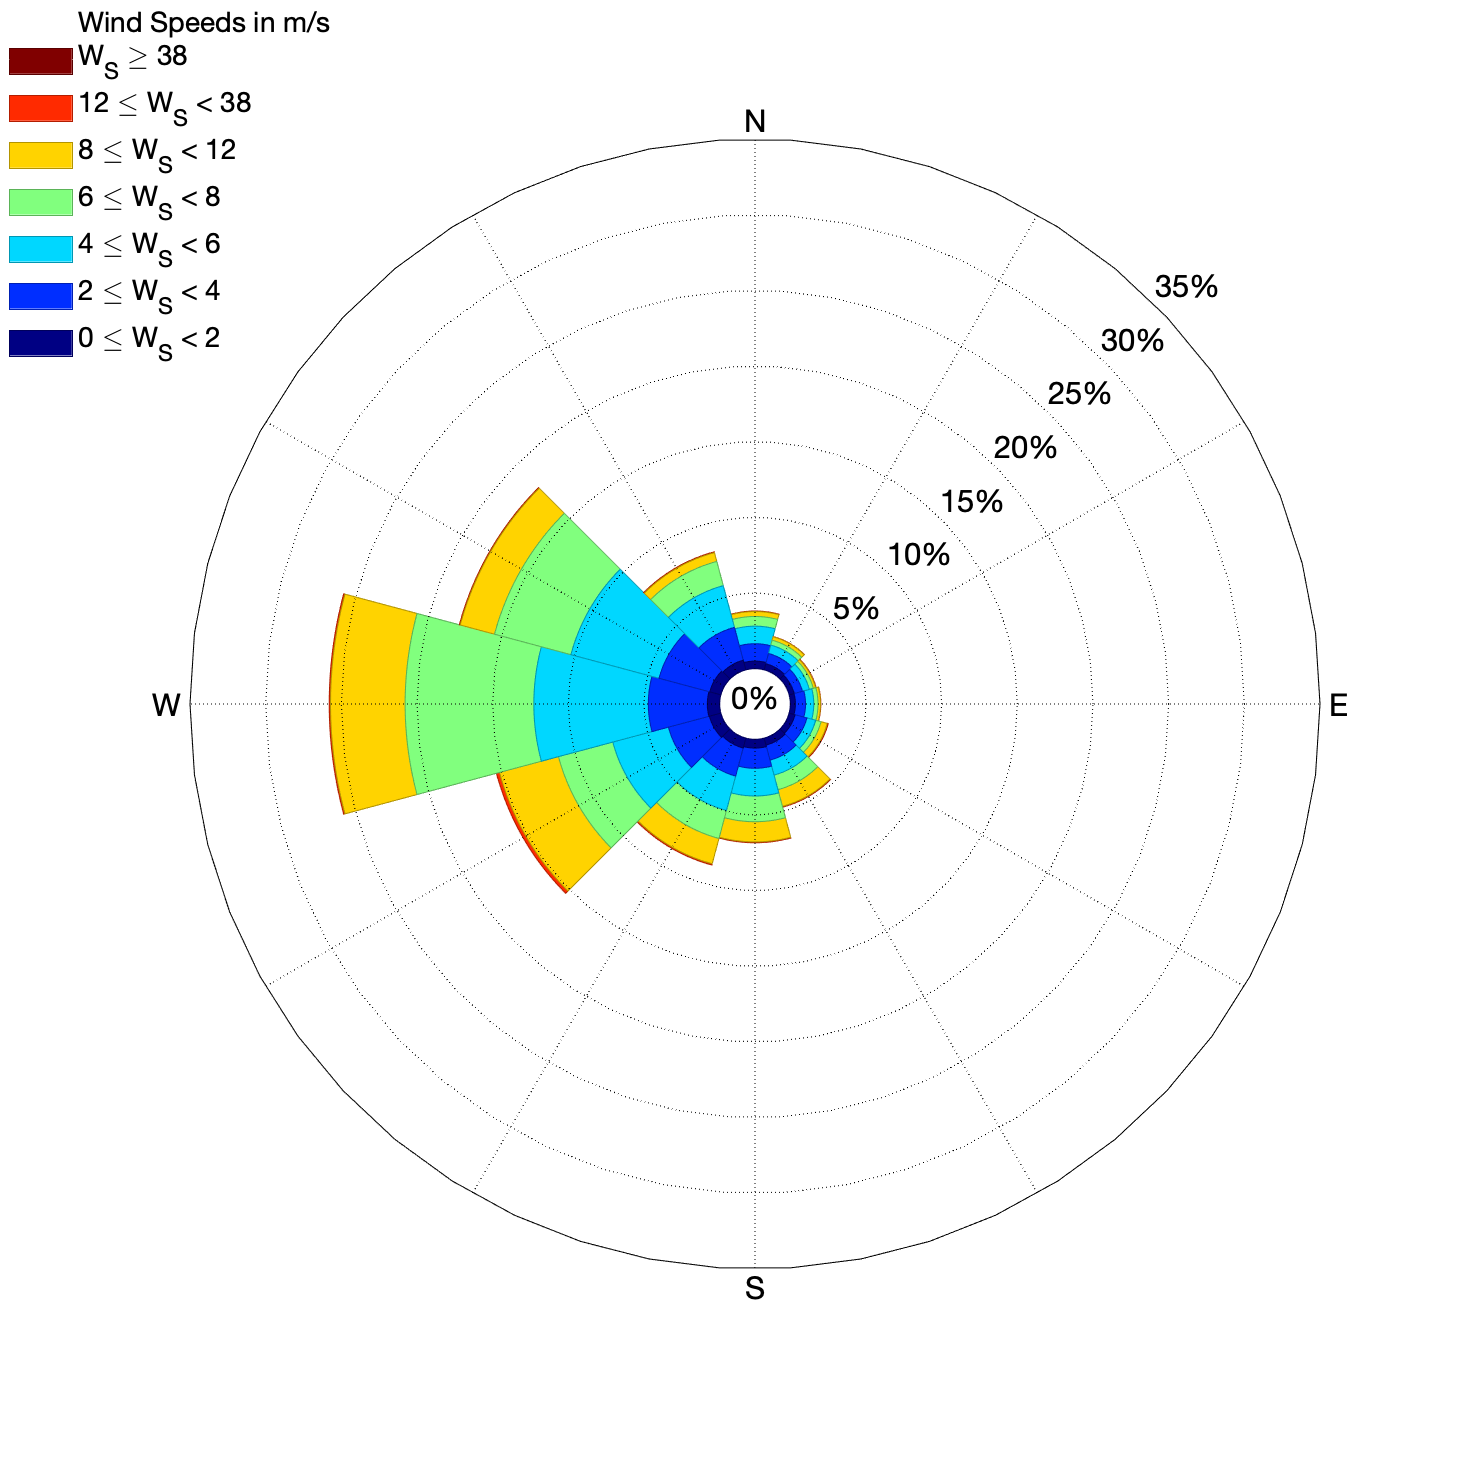 Wind Speeds in m/s
W_S ≥ 38
12 ≤ W_S < 38
8 ≤ W_S < 12
6 ≤ W_S < 8
4 ≤ W_S < 6
2 ≤ W_S < 4
0 ≤ W_S < 2
N
35%
30%
25%
20%
15%
10%
5%
0%
W
E
S